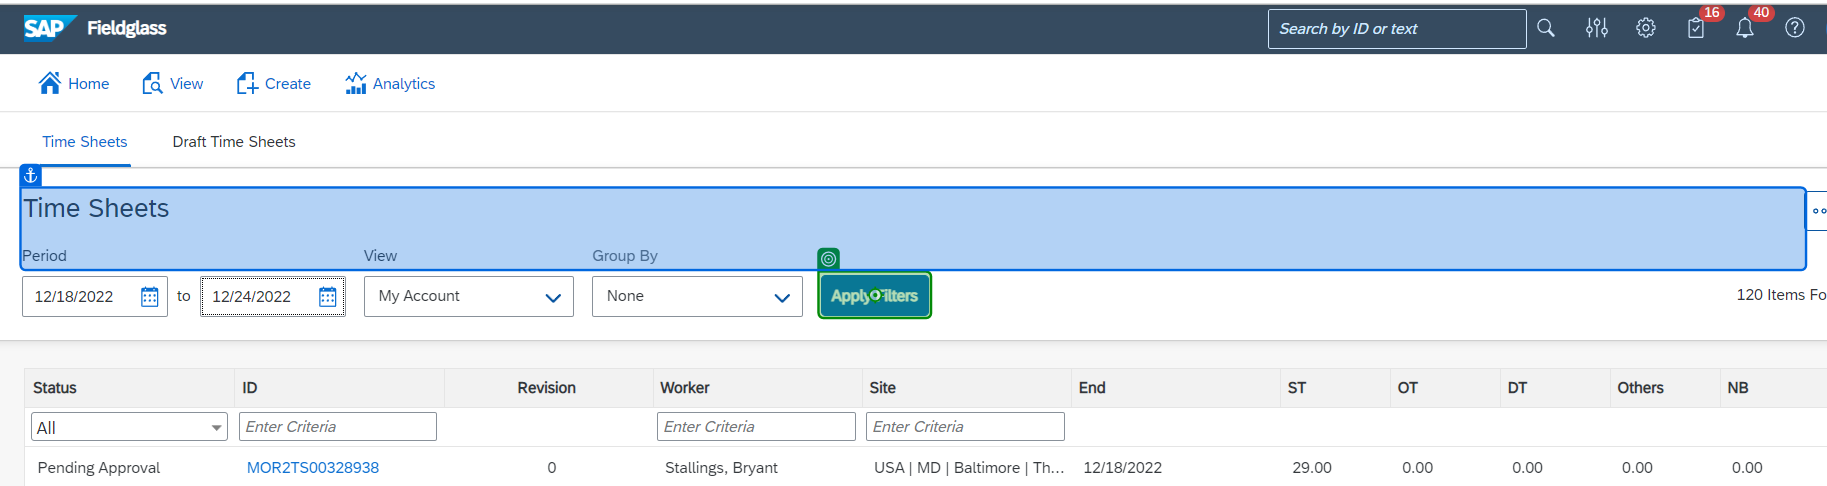 SAP Fieldglass Search by ID or text 16 40
Home View Create Analytics
Time Sheets Draft Time Sheets
Time Sheets
Period View Group By
12/18/2022 to 12/24/2022 My Account None Apply Filters 120 Items Fo
Status ID Revision Worker Site End ST OT DT Others NB
All Enter Criteria Enter Criteria Enter Criteria
Pending Approval MOR2TS00328938 0 Stallings, Bryant USA | MD | Baltimore | Th... 12/18/2022 29.00 0.00 0.00 0.00 0.00